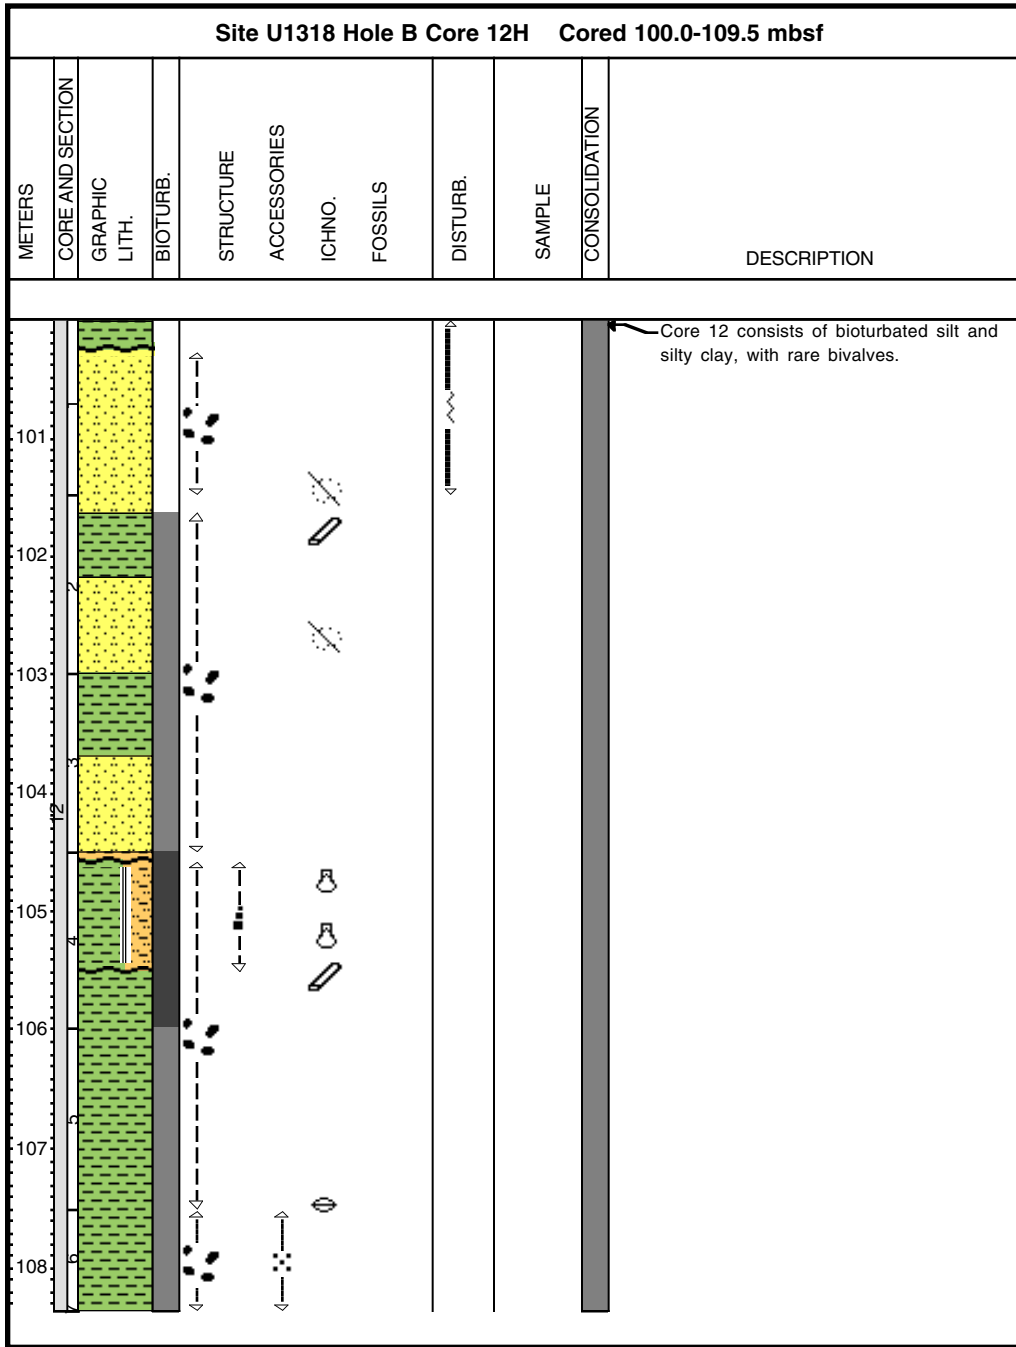 Site U1318 Hole B Core 12H Cored 100.0-109.5 mbsf
METERS
CORE AND SECTION
GRAPHIC
LITH.
BIOTURB.
STRUCTURE
ACCESSORIES
ICHNO.
FOSSILS
DISTURB.
SAMPLE
CONSOLIDATION
DESCRIPTION
Core 12 consists of bioturbated silt and
silty clay, with rare bivalves.
101
102
2
103
3
104
12
105
4
106
5
107
108
6
7